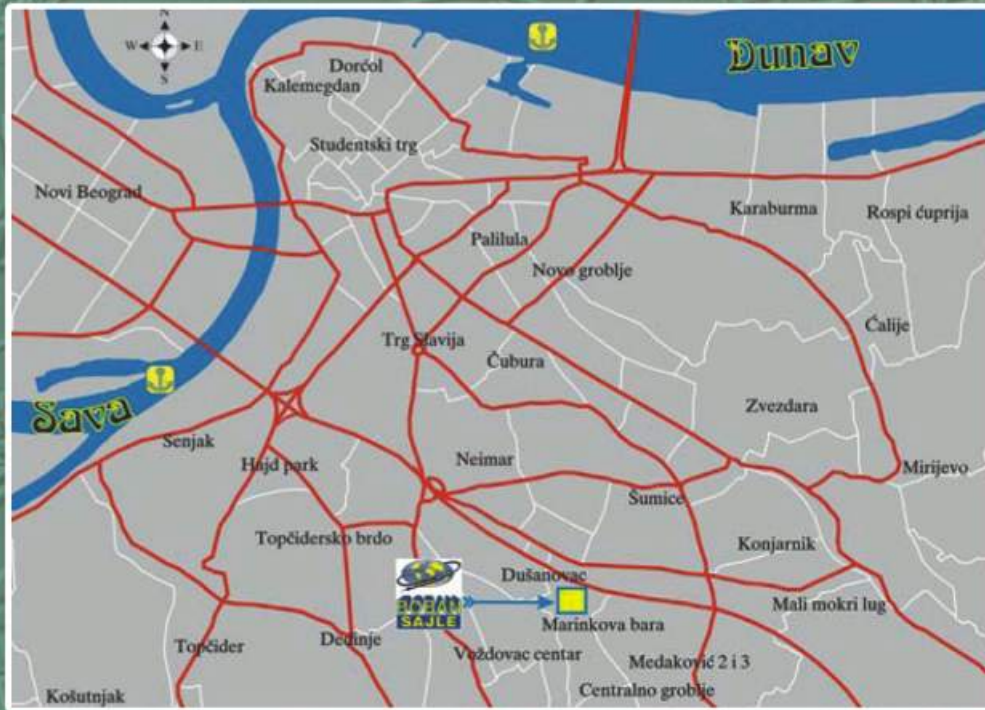 N
W E
S
Dunav
Dorćol
Kalemegdan
Studentski trg
Novi Beograd
Karaburma
Rospi ćuprija
Palilula
Novo groblje
Ćalije
Trg Slavija
Čubura
Zvezdara
Sava
Senjak
Hajd park
Neimar
Mirijevo
Šumice
Topčidersko brdo
Konjarnik
Dušanovac
BOBAN
SAJLE
Mali mokri lug
Marinkova bara
Topčider
Dedinje
Voždovac centar
Medaković 2 i 3
Centralno groblje
Košutnjak